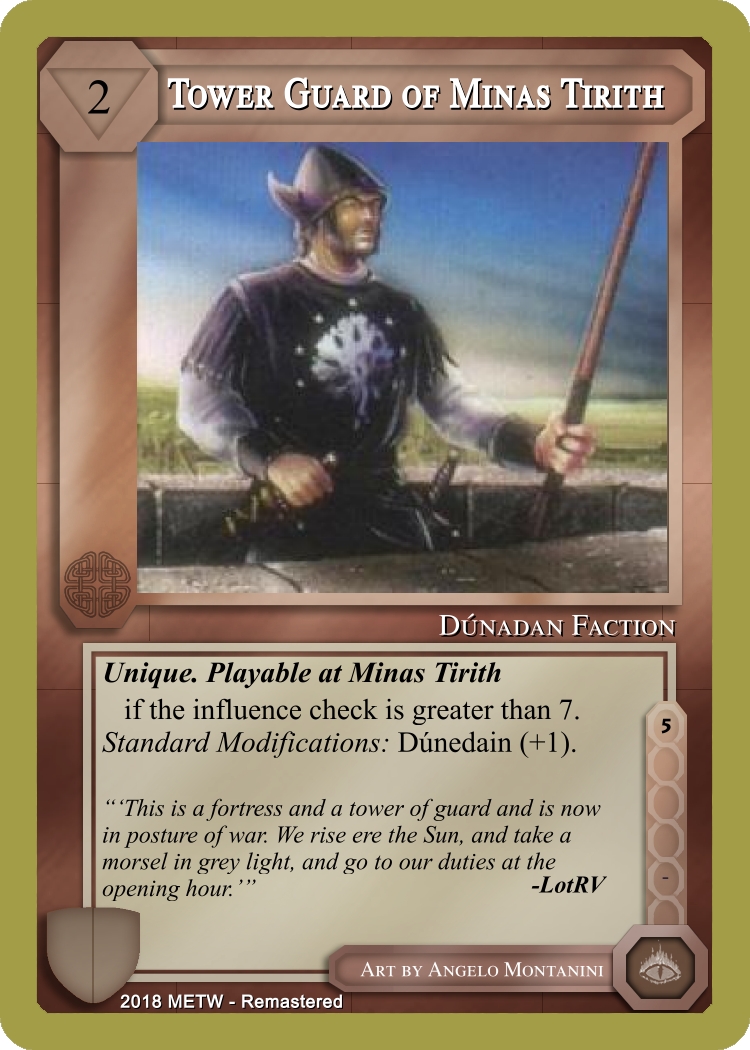 2
Tower Guard of Minas Tirith
Dúnadan Faction
Unique. Playable at Minas Tirith
if the influence check is greater than 7.
Standard Modifications: Dúnedain (+1).
5
“‘This is a fortress and a tower of guard and is now
in posture of war. We rise ere the Sun, and take a
morsel in grey light, and go to our duties at the
opening hour.’”
-LotRV
-
Art by Angelo Montanini
2018 METW - Remastered